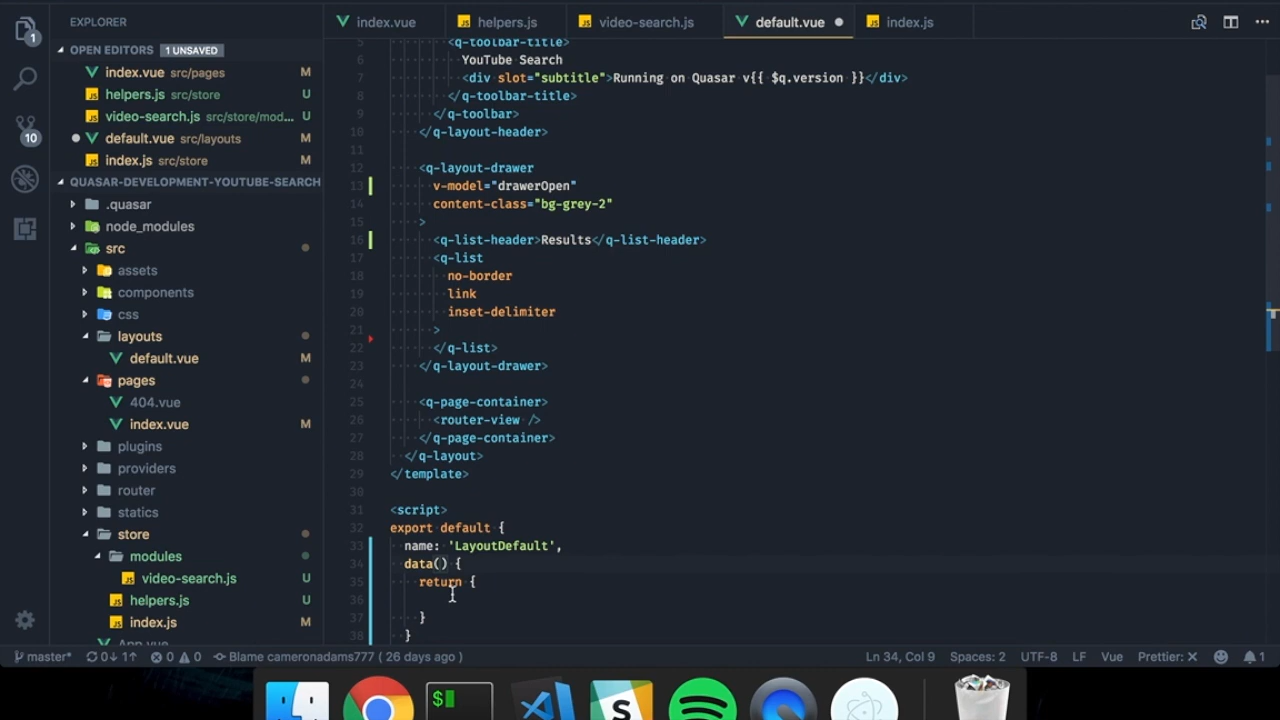 EXPLORER
OPEN EDITORS 1 UNSAVED
index.vue src/pages M
helpers.js src/store U
video-search.js src/store/mod... U
default.vue src/layouts M
index.js src/store M
QUASAR-DEVELOPMENT-YOUTUBE-SEARCH
.quasar
node_modules
src
assets
components
css
layouts
default.vue M
pages
404.vue
index.vue M
plugins
providers
router
statics
store
modules
video-search.js U
helpers.js U
index.js M
App.vue
1
10
index.vue helpers.js video-search.js default.vue index.js
5 <q-toolbar-title>
6 YouTube Search
7 <div slot="subtitle">Running on Quasar v{{ $q.version }}</div>
8 </q-toolbar-title>
9 </q-toolbar>
10 </q-layout-header>
11
12 <q-layout-drawer
13 v-model="drawerOpen"
14 content-class="bg-grey-2"
15 >
16 <q-list-header>Results</q-list-header>
17 <q-list
18 no-border
19 link
20 inset-delimiter
21 >
22 </q-list>
23 </q-layout-drawer>
24
25 <q-page-container>
26 <router-view />
27 </q-page-container>
28 </q-layout>
29 </template>
30
31 <script>
32 export default {
33 name: 'LayoutDefault',
34 data() {
35 return {
36
37 }
38 }
master* 0↓ 1↑ 0 0 Blame cameronadams777 ( 26 days ago ) Ln 34, Col 9 Spaces: 2 UTF-8 LF Vue Prettier: ✕ 1
$
S